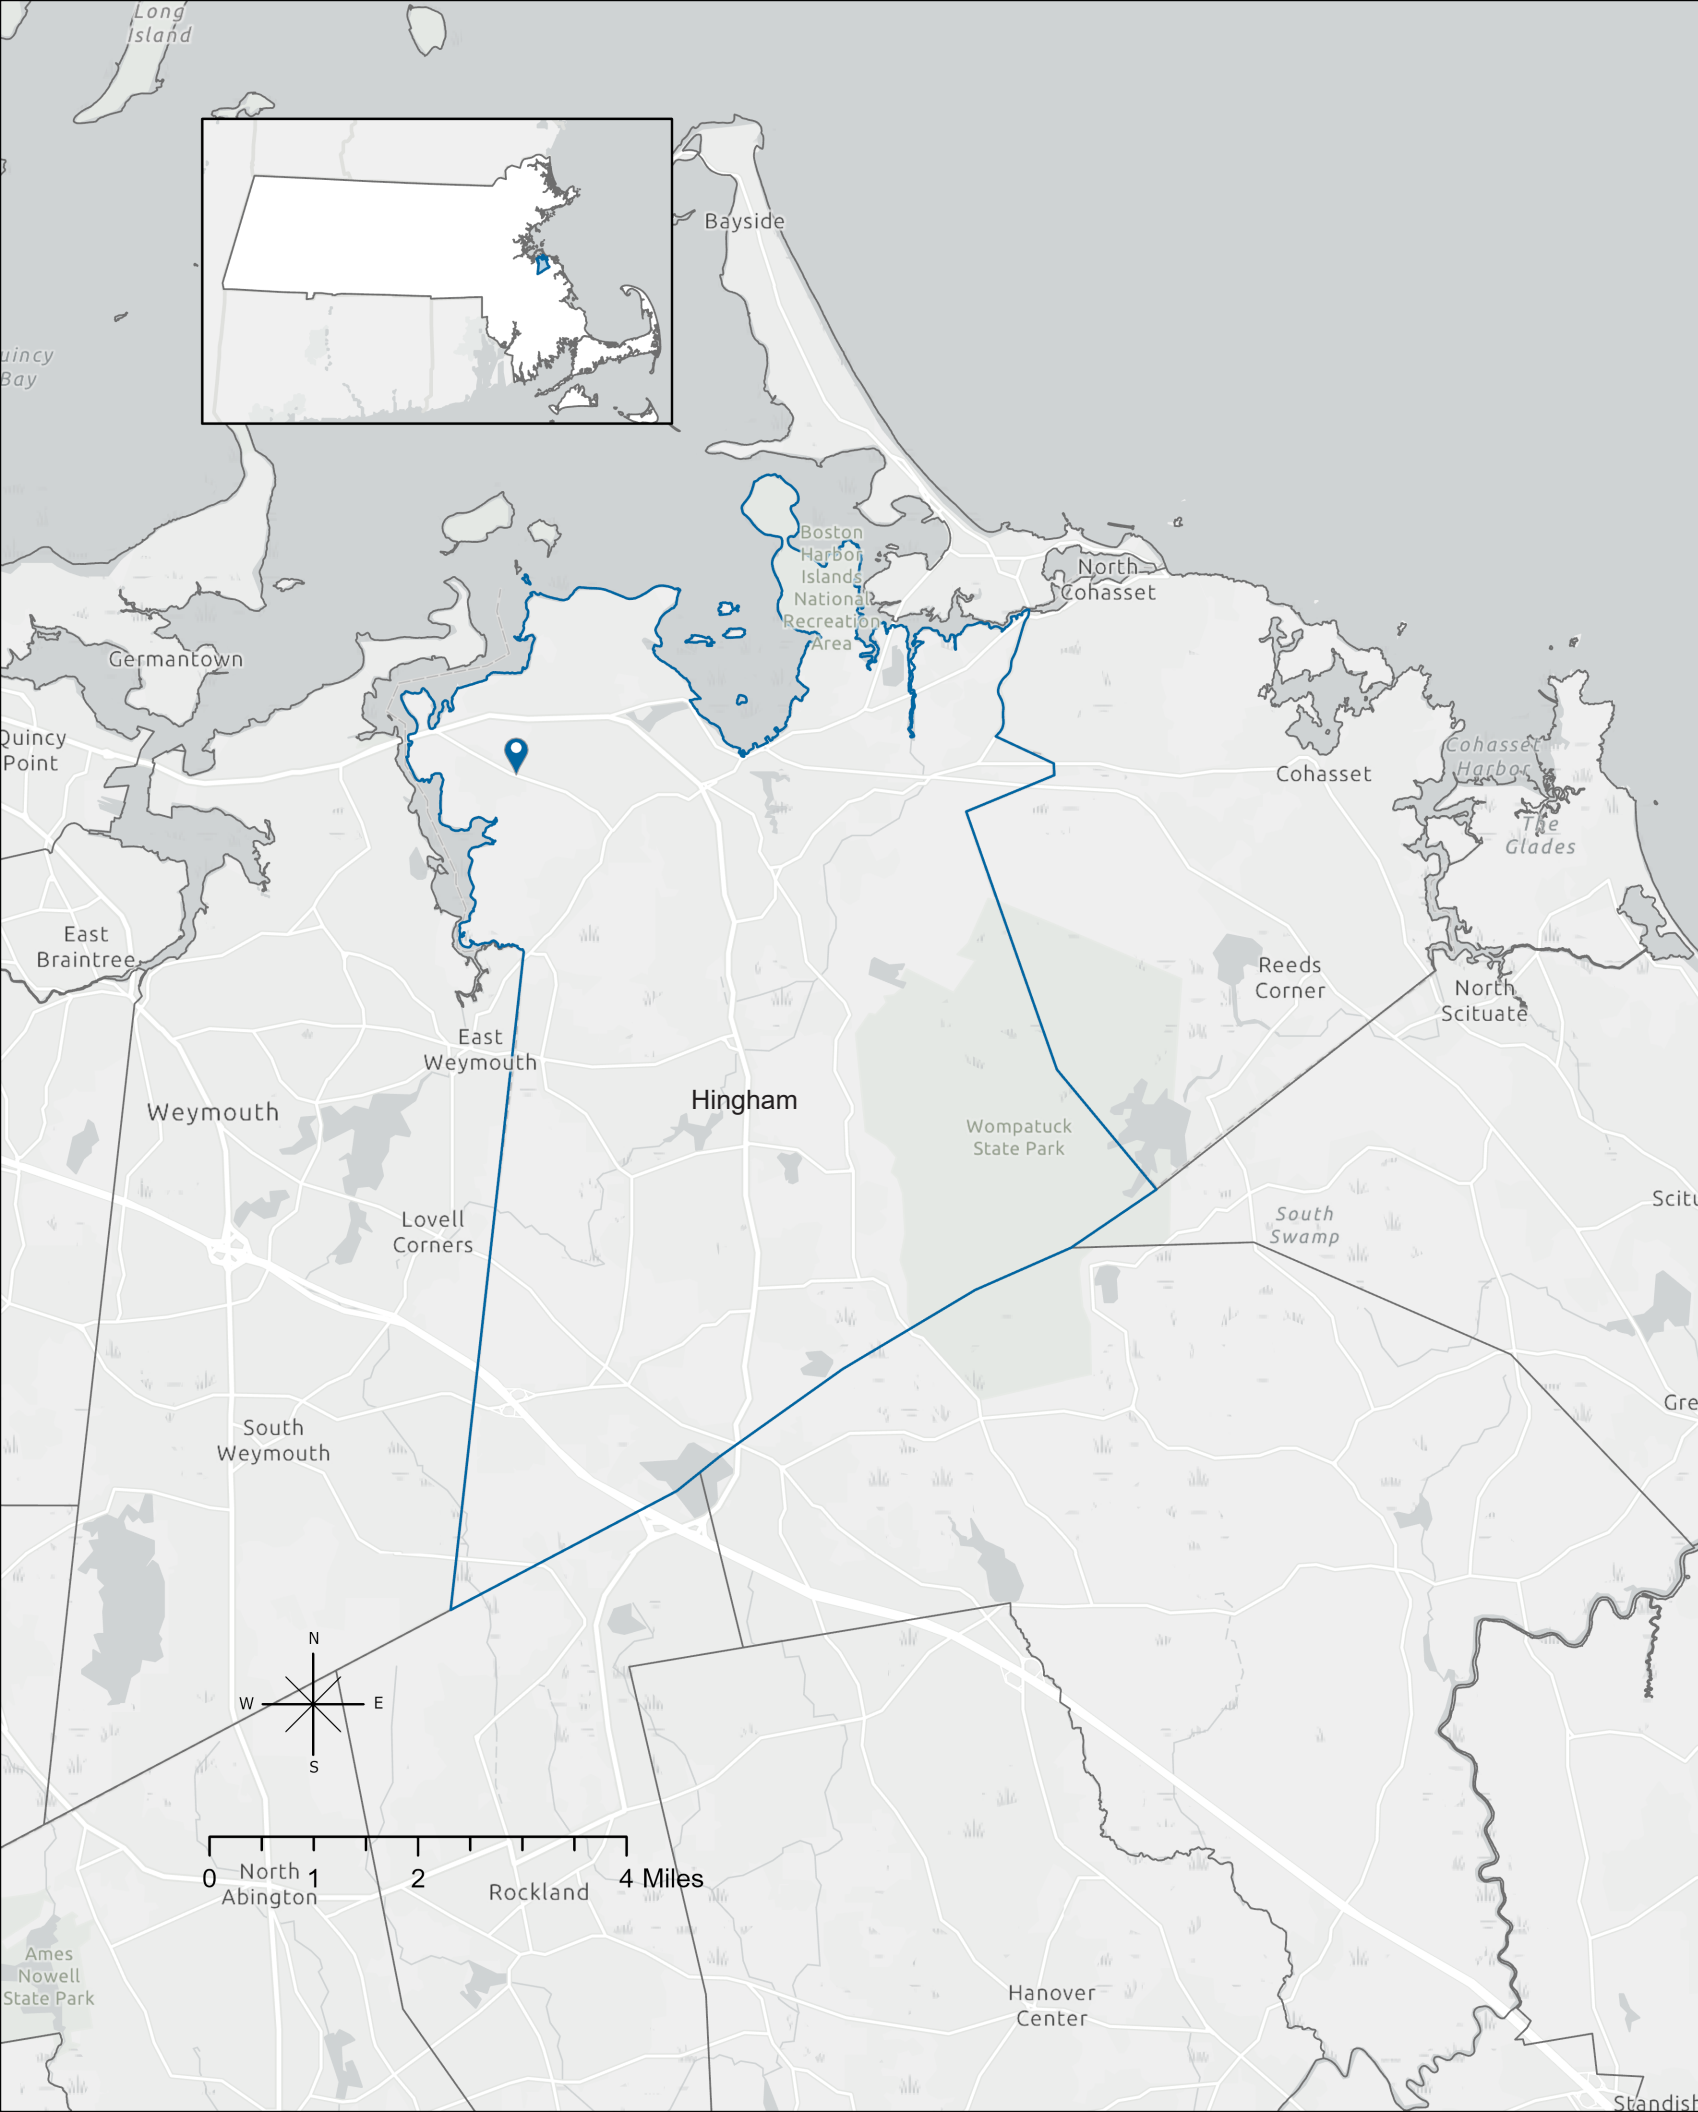 Long
Island
Bayside
uincy
Bay
Boston
Harbor
Islands
National
Recreation
Area
North
Cohasset
Germantown
Quincy
Point
Cohasset
Cohasset
Harbor
The
Glades
East
Braintree
Reeds
Corner
North
Scituate
East
Weymouth
Weymouth
Hingham
Wompatuck
State Park
Lovell
Corners
South
Swamp
Scitu
Gre
South
Weymouth
N
W
E
S
0 1 2 4 Miles
North
Abington
Rockland
Ames
Nowell
State Park
Hanover
Center
Standish